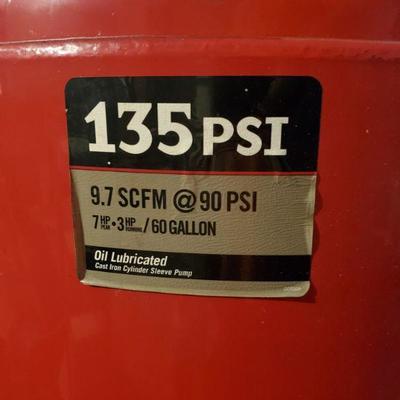 135 PSI
9.7 SCFM @ 90 PSI
7 HP PEAK • 3 HP RUNNING / 60 GALLON
Oil Lubricated
Cast Iron Cylinder Sleeve Pump